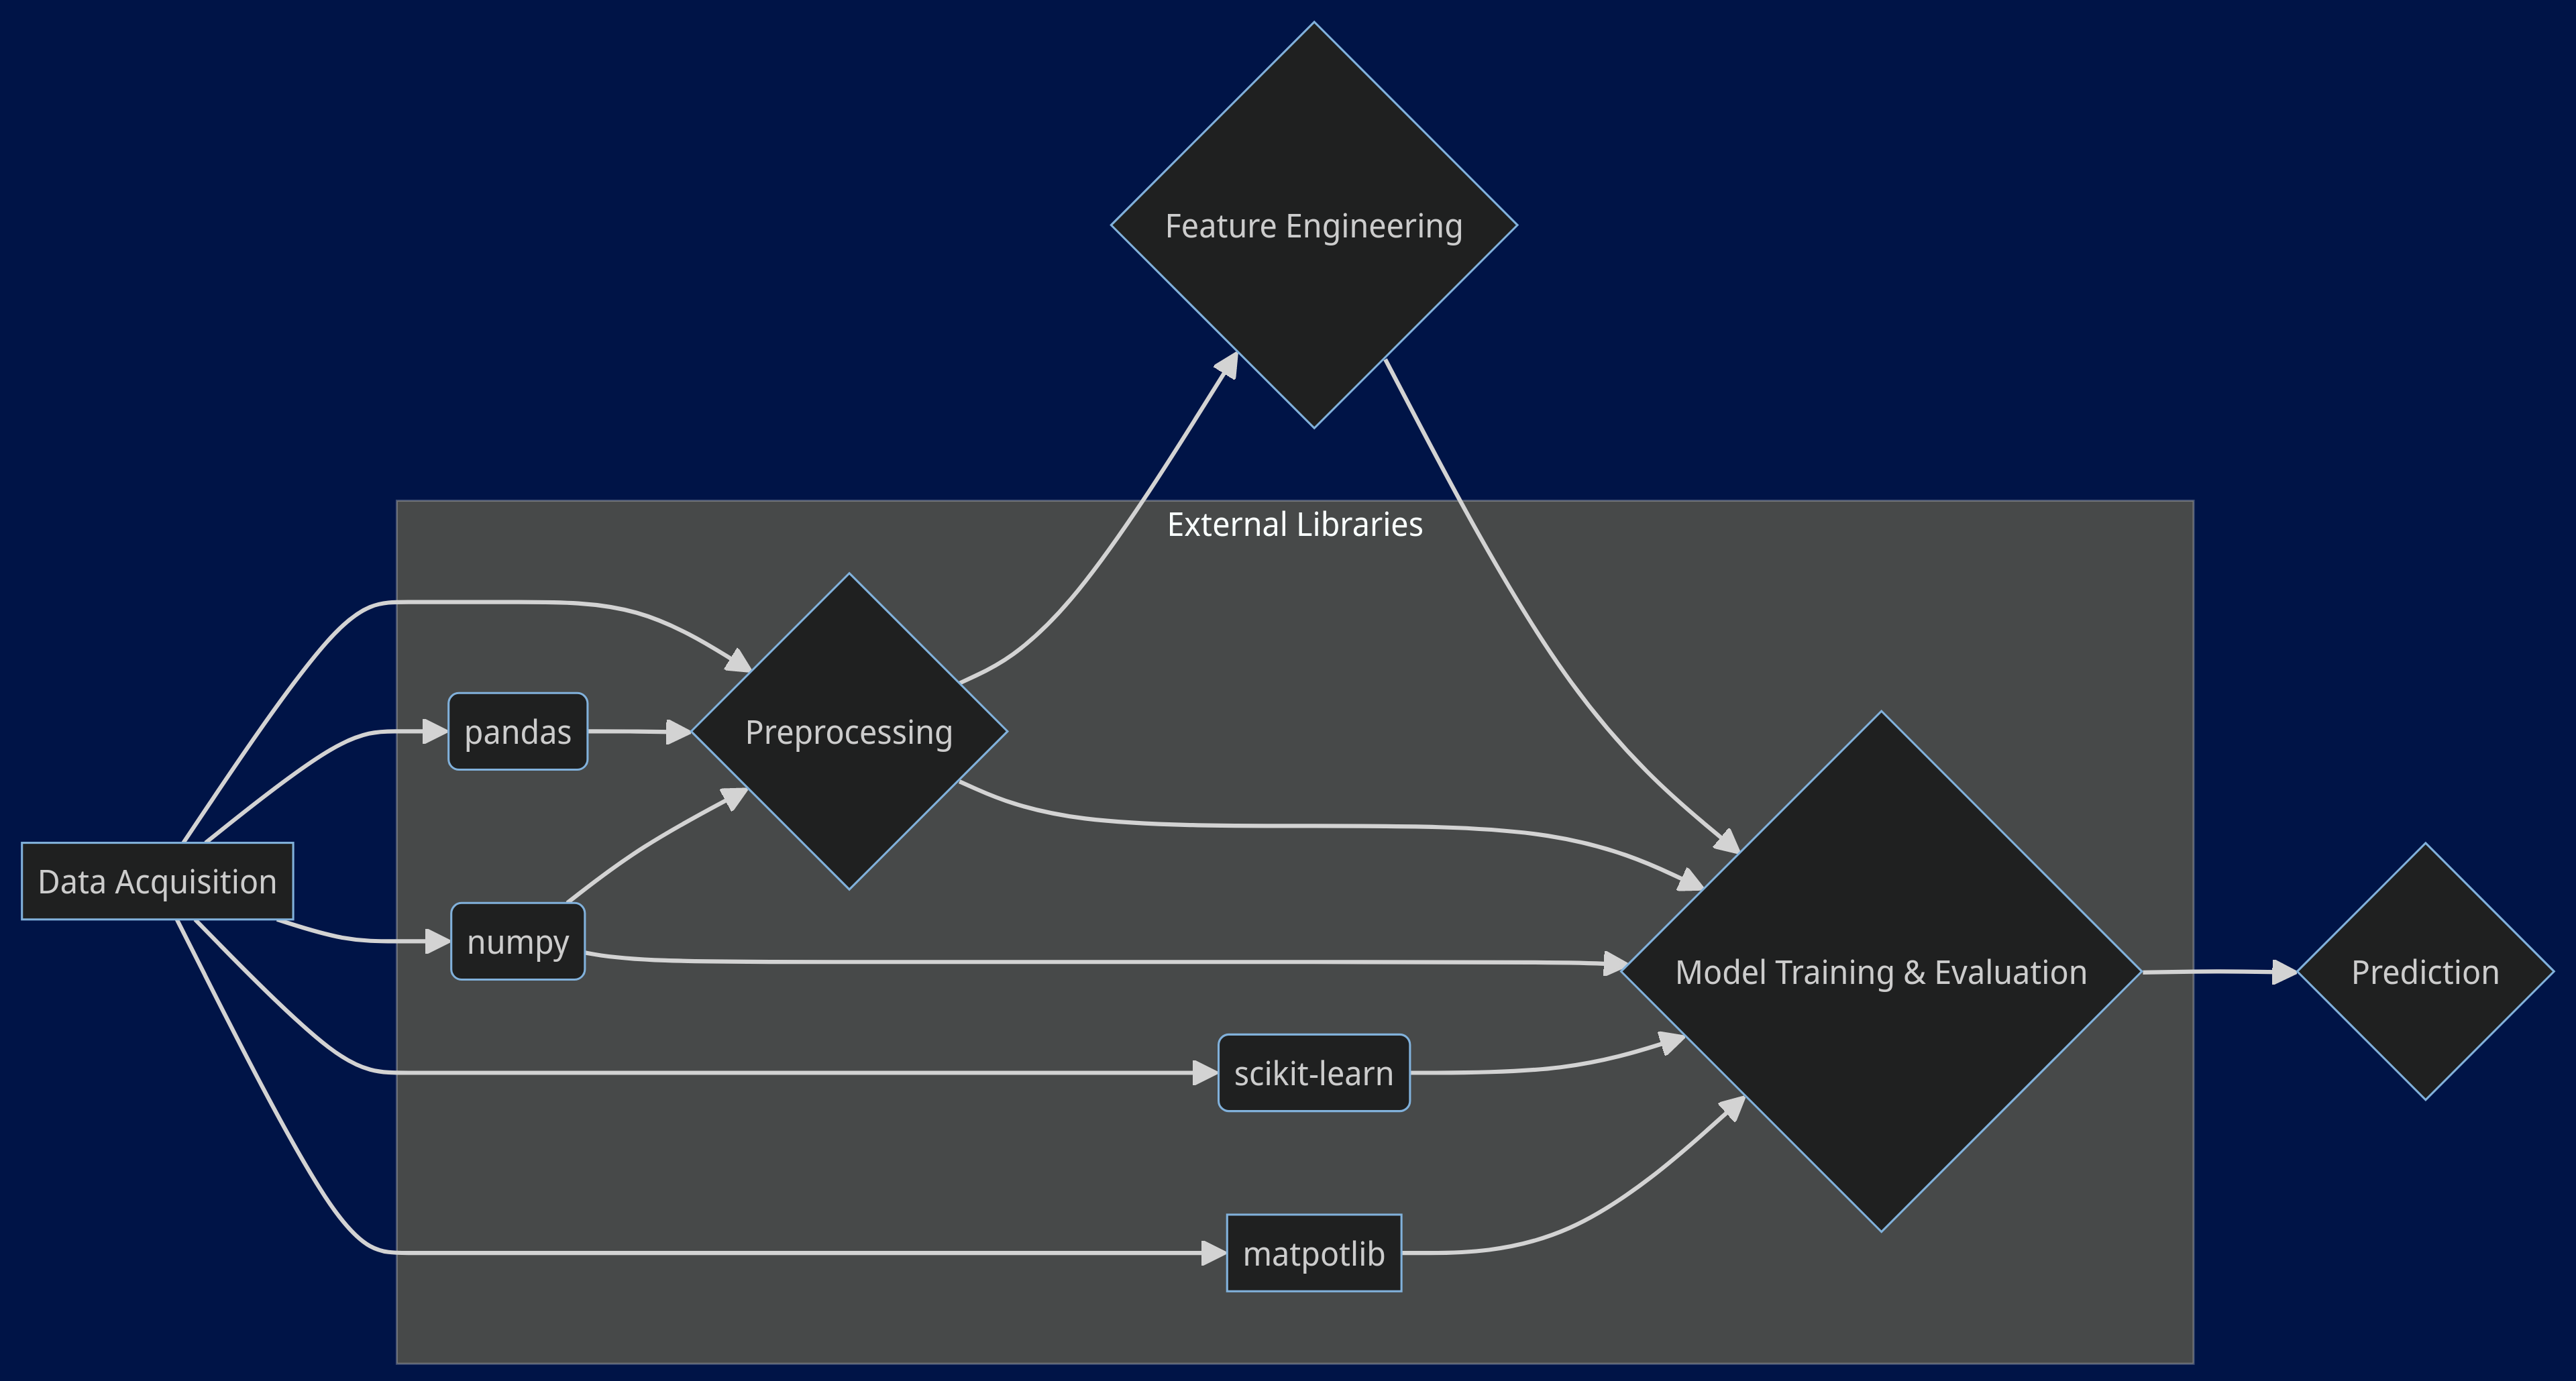 Feature Engineering
External Libraries
pandas
Preprocessing
Data Acquisition
numpy
Model Training & Evaluation
Prediction
scikit-learn
matpotlib